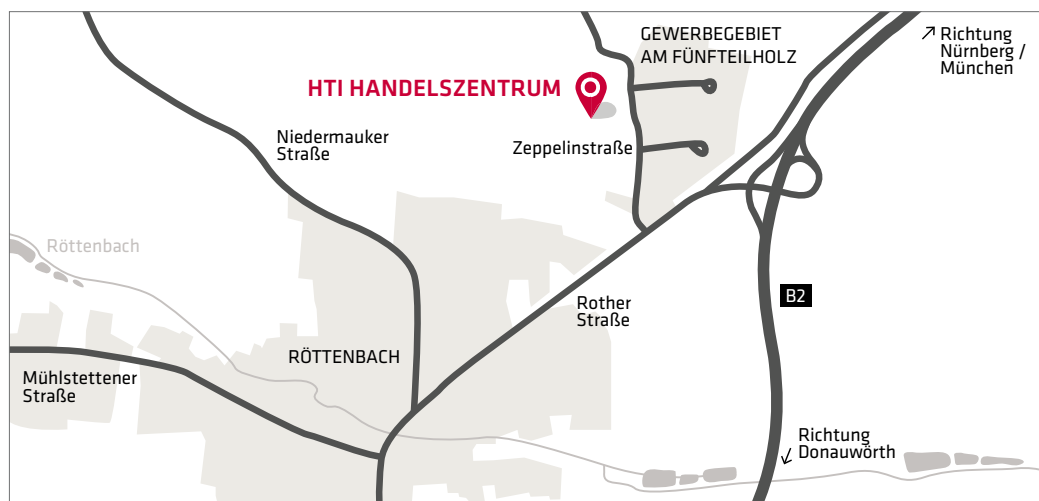 GEWERBEGEBIET
AM FÜNFTEILHOLZ
Richtung
Nürnberg /
München
HTI HANDELSZENTRUM
Niedermauker
Straße
Zeppelinstraße
Röttenbach
B2
Rother
Straße
RÖTTENBACH
Mühlstettener
Straße
Richtung
Donauwörth